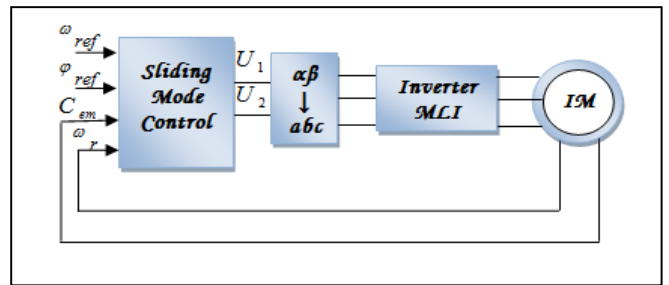 ω ref
φ ref
C em
ω r
Sliding
Mode
Control
U 1
U 2
αβ
↓
abc
Inverter
MLI
IM